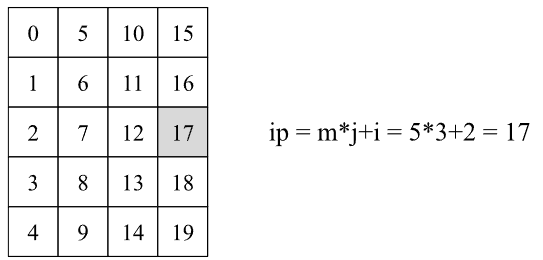 0 5 10 15
1 6 11 16
2 7 12 17
3 8 13 18
4 9 14 19
ip = m*j+i = 5*3+2 = 17